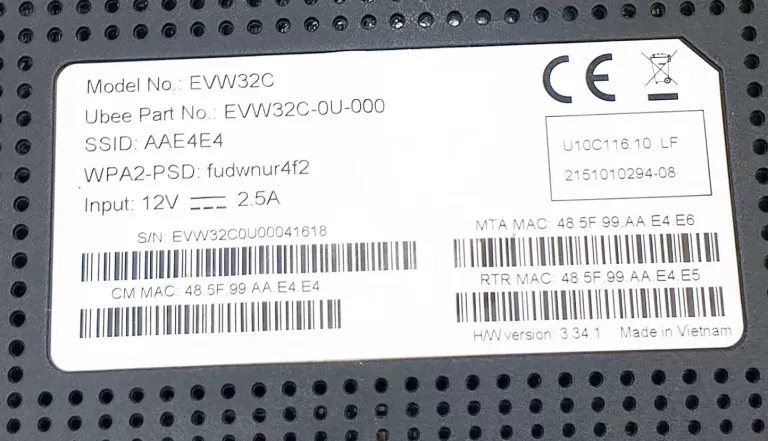 Model No.: EVW32C
Ubee Part No.: EVW32C-0U-000
SSID: AAE4E4
WPA2-PSD: fudwnur4f2
Input: 12V 2.5A
S/N: EVW32C0U00041618
CM MAC: 48.5F.99.AA.E4.E4
CE
U10C116.10 LF
2151010294-08
MTA MAC: 48.5F.99.AA.E4.E6
RTR MAC: 48.5F.99.AA.E4.E5
H/W version: 3.34.1 Made in Vietnam